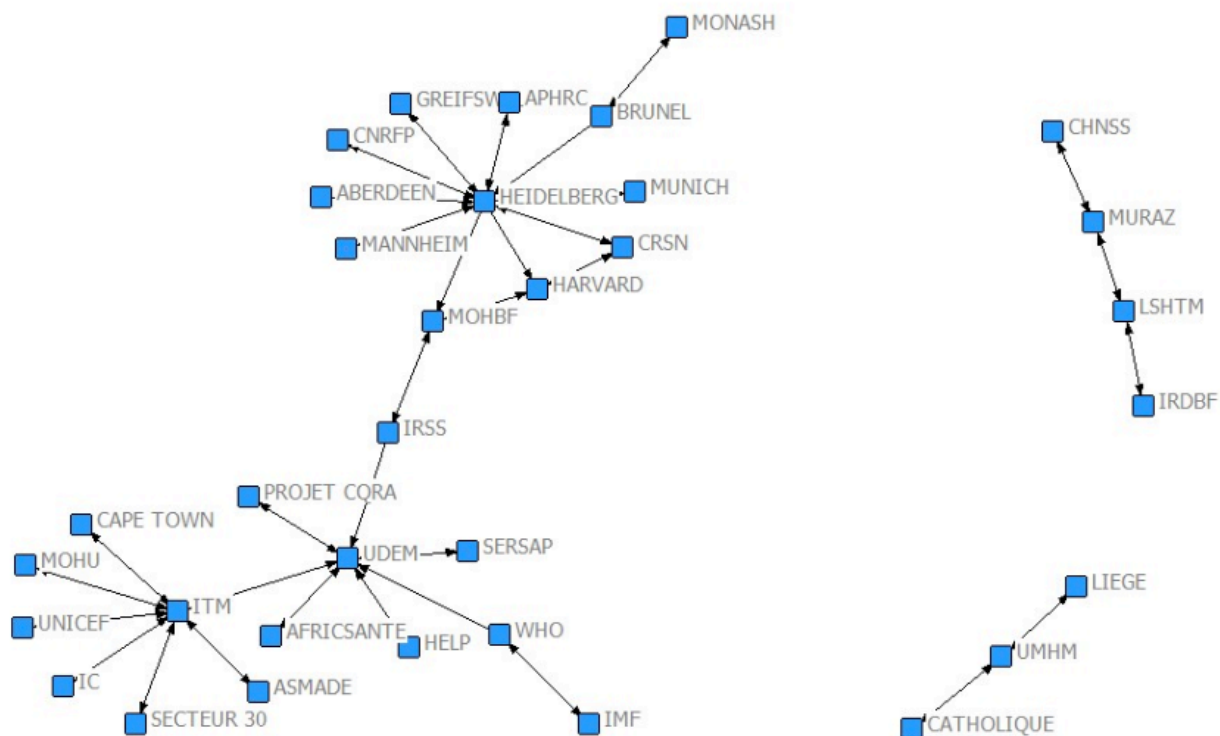 MONASH
GREIFSW
APHRC
BRUNEL
CNRFP
CHNSS
ABERDEEN
HEIDELBERG
MUNICH
MURAZ
MANNHEIM
CRSN
HARVARD
MOHBF
LSHTM
IRDBF
IRSS
PROJET CORA
CAPE TOWN
UDEM
SERSAP
MOHU
ITM
LIEGE
UNICEF
AFRICSANTE
HELP
WHO
UMHM
IC
ASMADE
SECTEUR 30
IMF
CATHOLIQUE